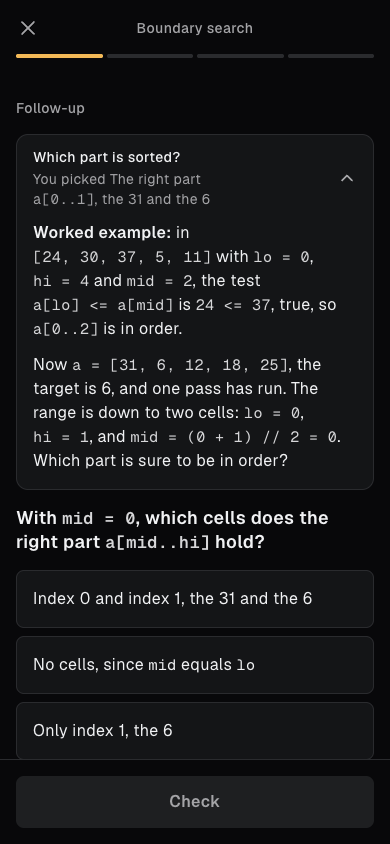 Boundary search
Follow-up
Which part is sorted?
You picked The right part
a[0..1], the 31 and the 6
Worked example: in
[24, 30, 37, 5, 11] with lo = 0,
hi = 4 and mid = 2, the test
a[lo] <= a[mid] is 24 <= 37, true, so
a[0..2] is in order.
Now a = [31, 6, 12, 18, 25], the
target is 6, and one pass has run. The
range is down to two cells: lo = 0,
hi = 1, and mid = (0 + 1) // 2 = 0.
Which part is sure to be in order?
With mid = 0, which cells does the
right part a[mid..hi] hold?
Index 0 and index 1, the 31 and the 6
No cells, since mid equals lo
Only index 1, the 6
Check